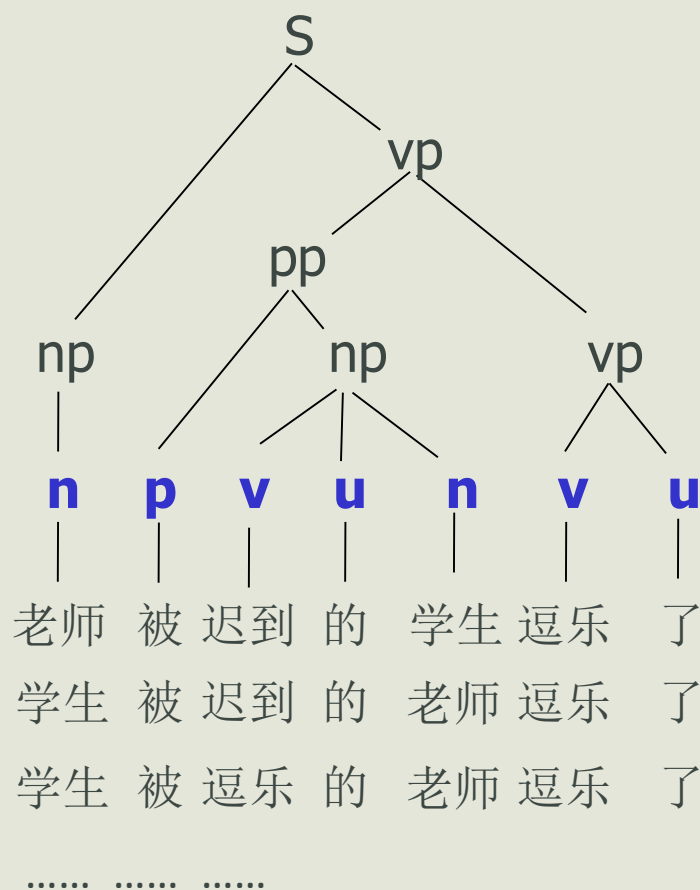 S
vp
pp
np np vp
n p v u n v u
老师 被 迟到 的 学生 逗乐 了
学生 被 迟到 的 老师 逗乐 了
学生 被 逗乐 的 老师 逗乐 了
…… …… ……